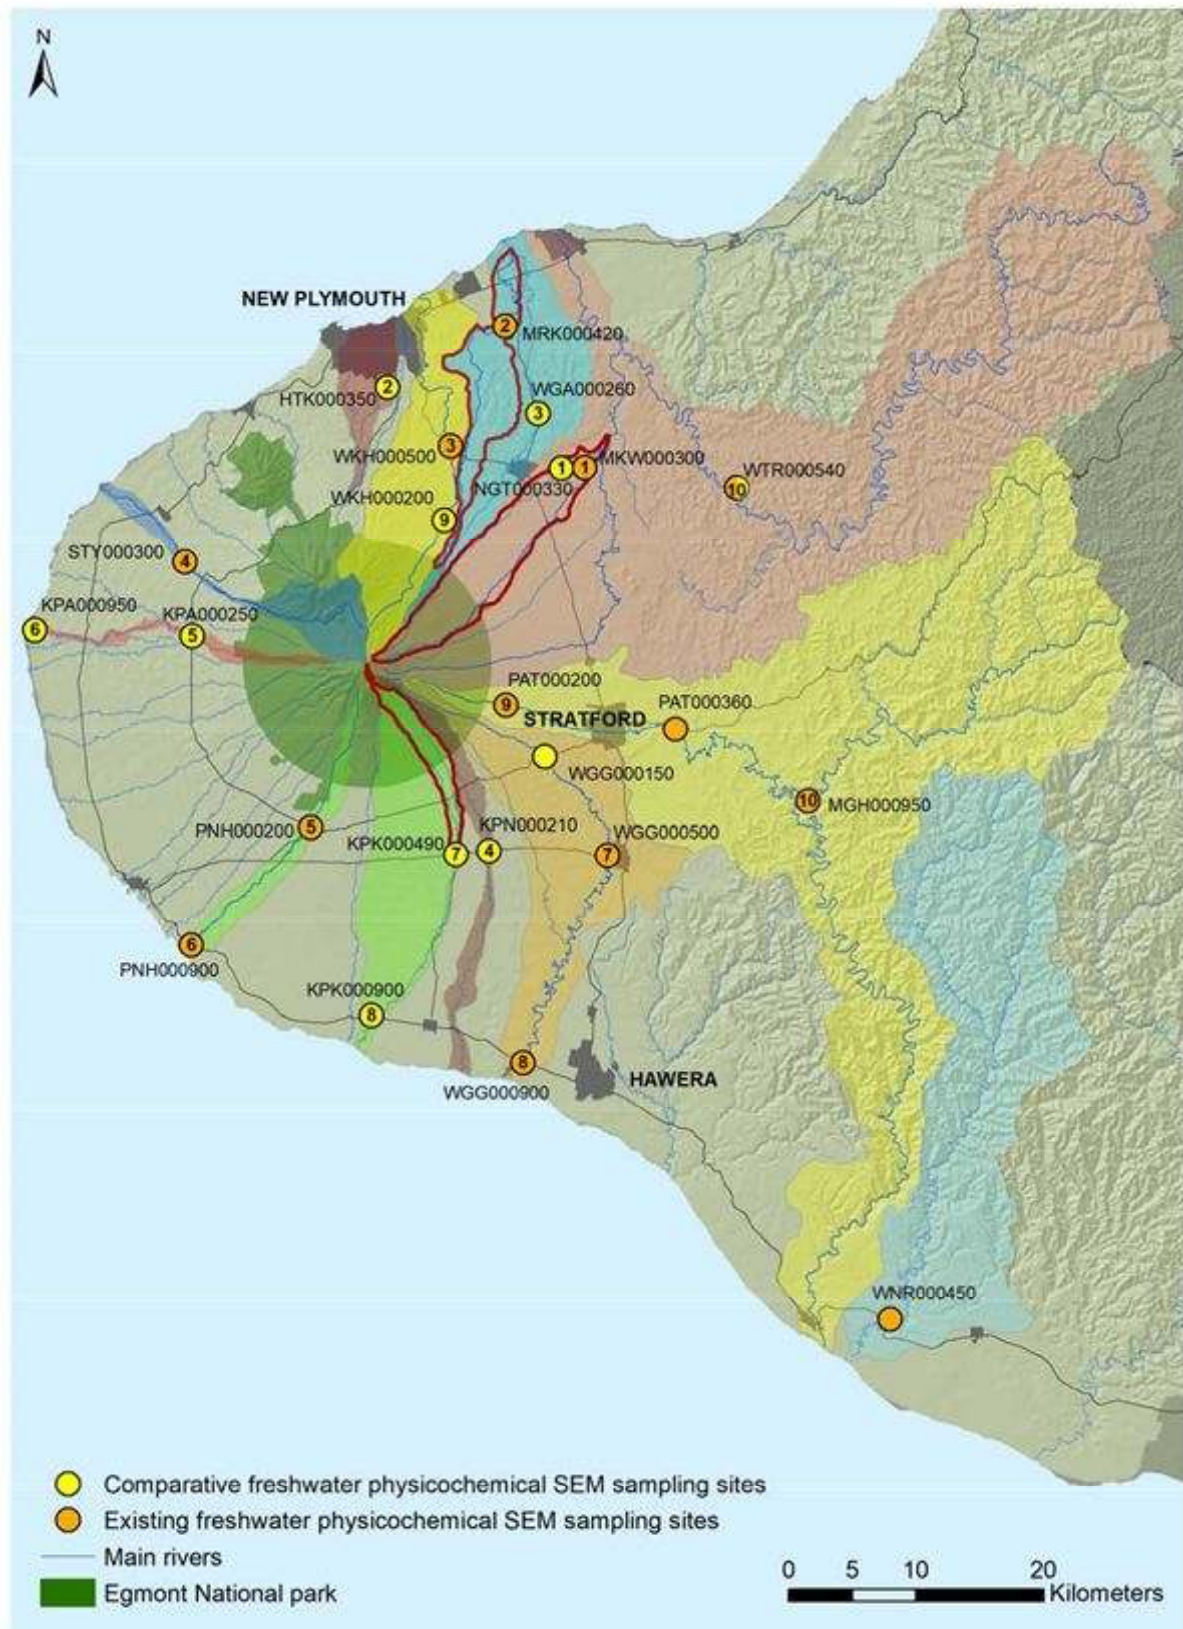 N
NEW PLYMOUTH
2
MRK000420
2
HTK000350
WGA000260
3
WKH000500
3
1
1
MKW000300
NGT000330
WTR000540
10
WKH000200
9
STY000300
4
KPA000950
6
KPA000250
5
PAT000200
9
STRATFORD
PAT000360
WGG000150
10
MGH000950
PNH000200
5
KPK000490
7
KPN000210
4
WGG000500
7
6
PNH000900
KPK000900
8
8
WGG000900
HAWERA
WNR000450
Comparative freshwater physicochemical SEM sampling sites
Existing freshwater physicochemical SEM sampling sites
Main rivers
Egmont National park
0 5 10 20
Kilometers